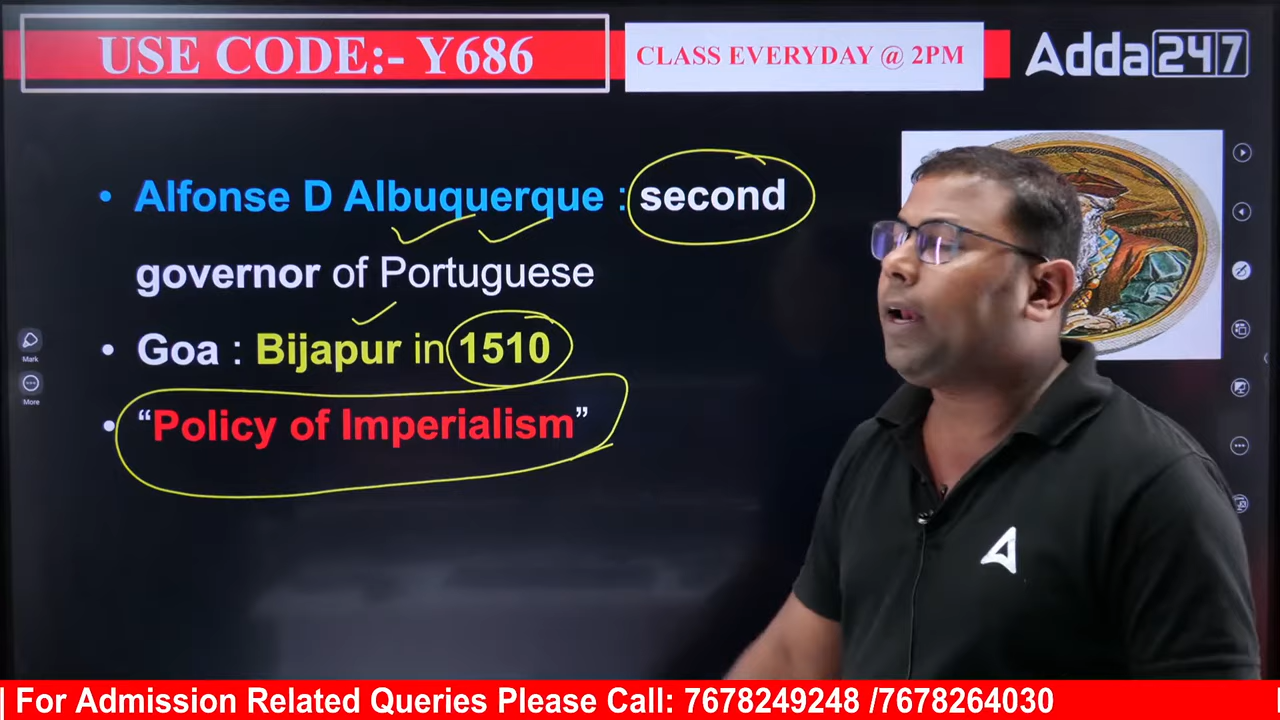 USE CODE:- Y686
CLASS EVERYDAY @ 2PM
Adda247
• Alfonse D Albuquerque : second
governor of Portuguese
• Goa : Bijapur in 1510
• “Policy of Imperialism”
Mark
More
For Admission Related Queries Please Call: 7678249248 /7678264030